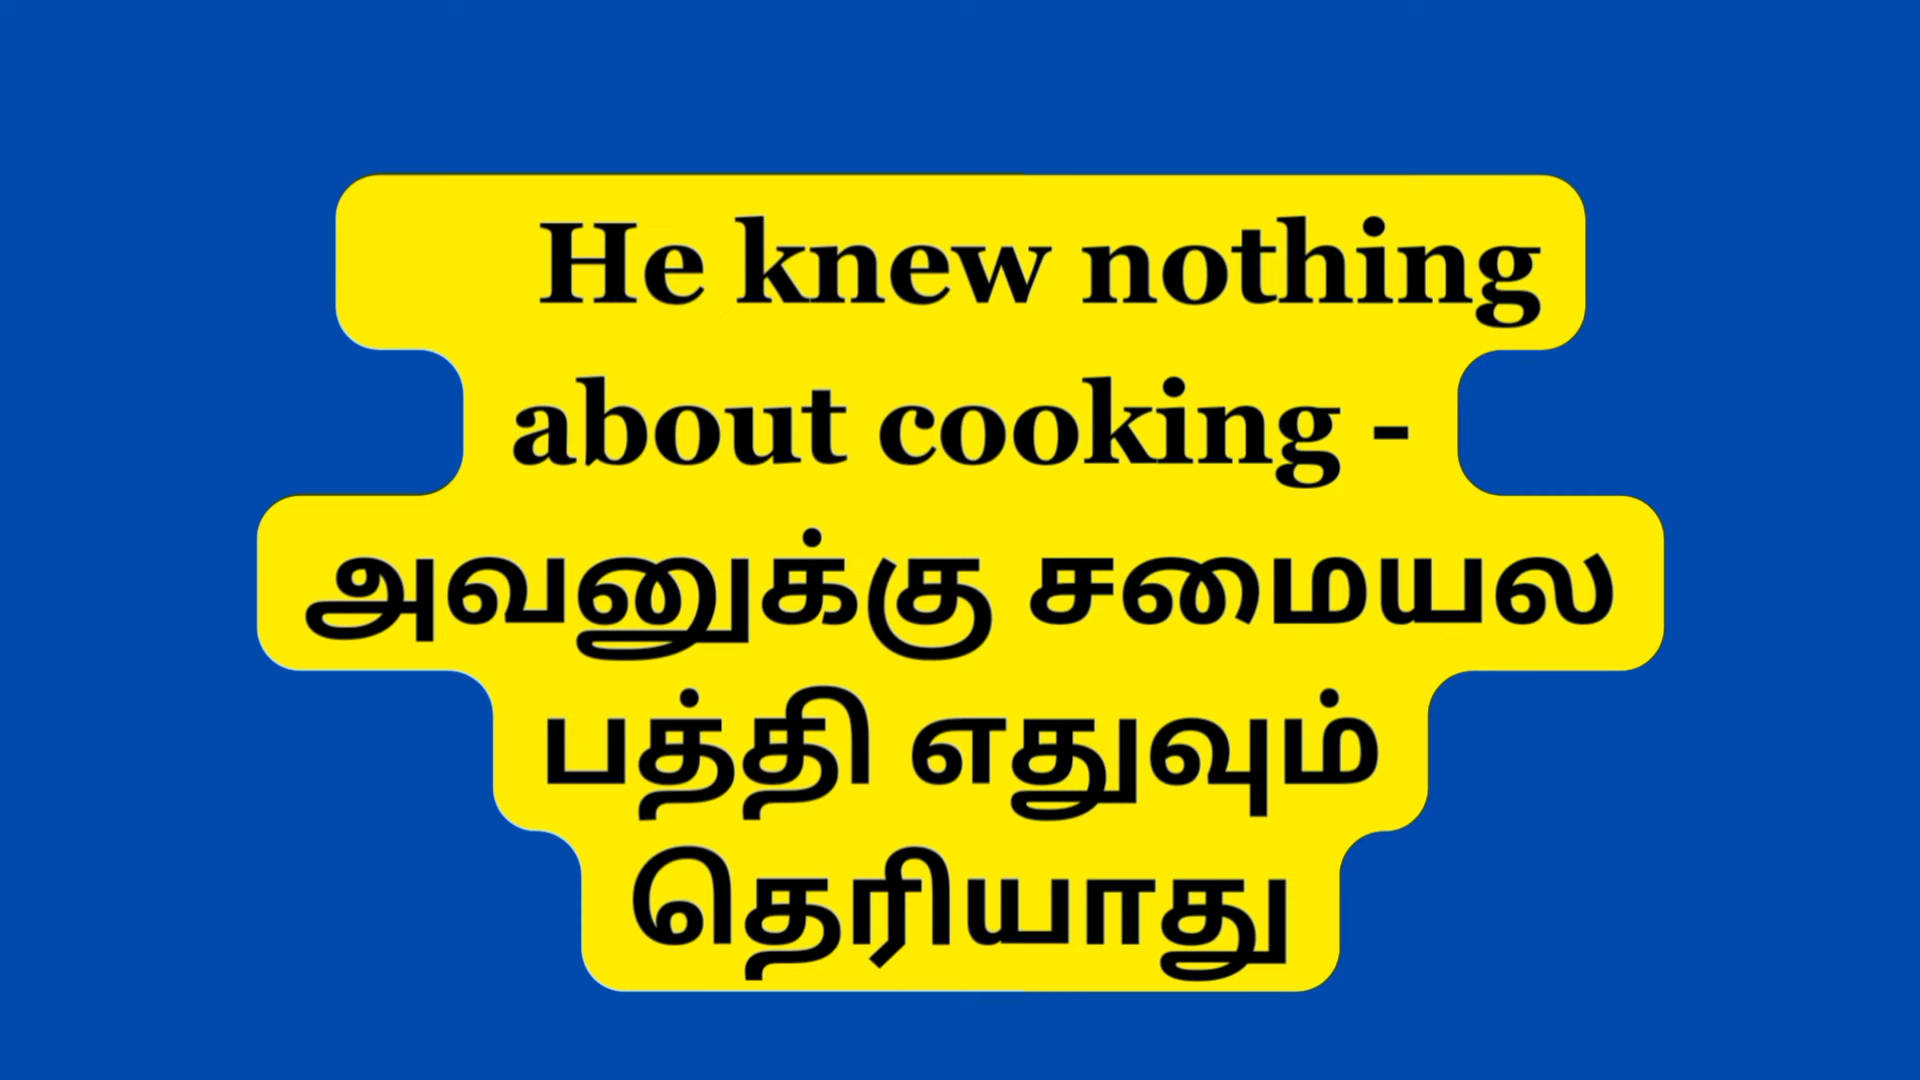 He knew nothing
about cooking -
அவனுக்கு சமையல
பத்தி எதுவும்
தெரியாது